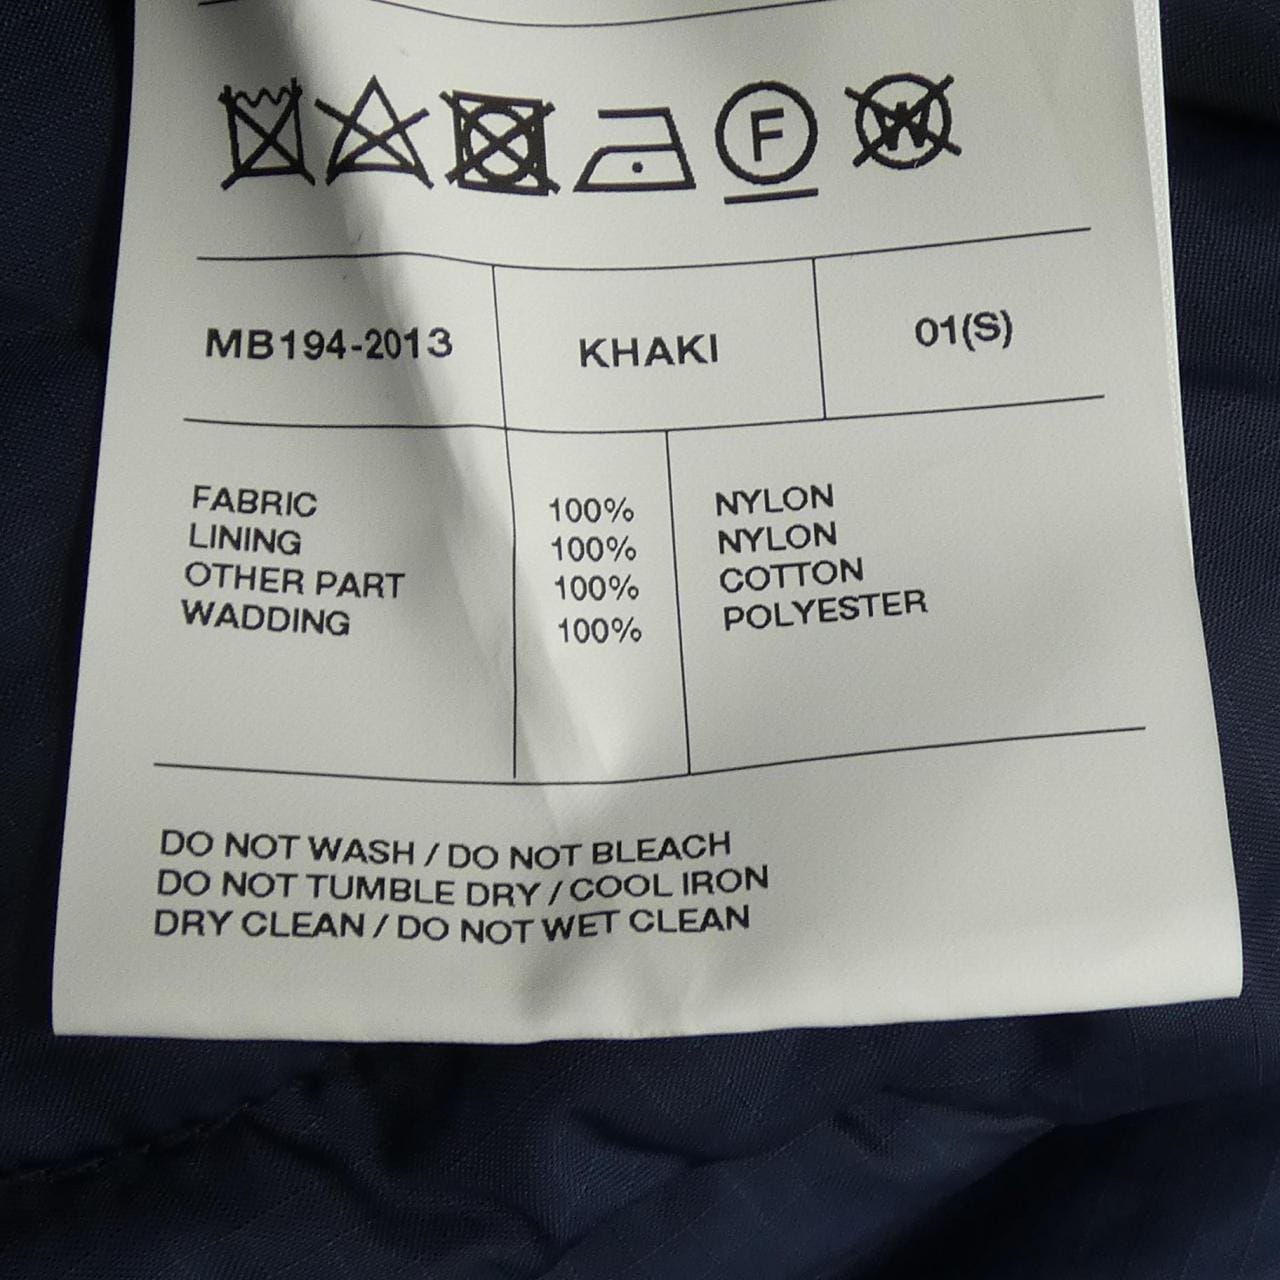 F W
MB194-2013 KHAKI 01(S)
FABRIC 100% NYLON
LINING 100% NYLON
OTHER PART 100% COTTON
WADDING 100% POLYESTER
DO NOT WASH / DO NOT BLEACH
DO NOT TUMBLE DRY / COOL IRON
DRY CLEAN / DO NOT WET CLEAN